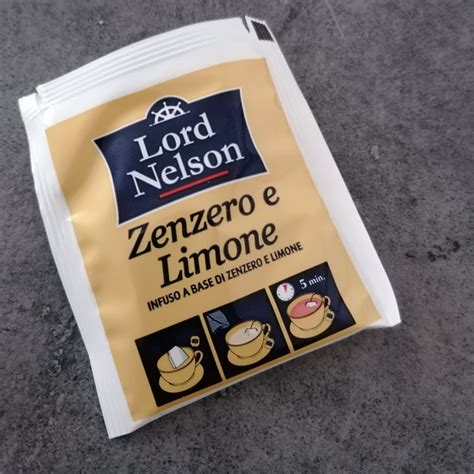 Lord
Nelson
Zenzero e
Limone
INFUSO A BASE DI ZENZERO E LIMONE
5 min.